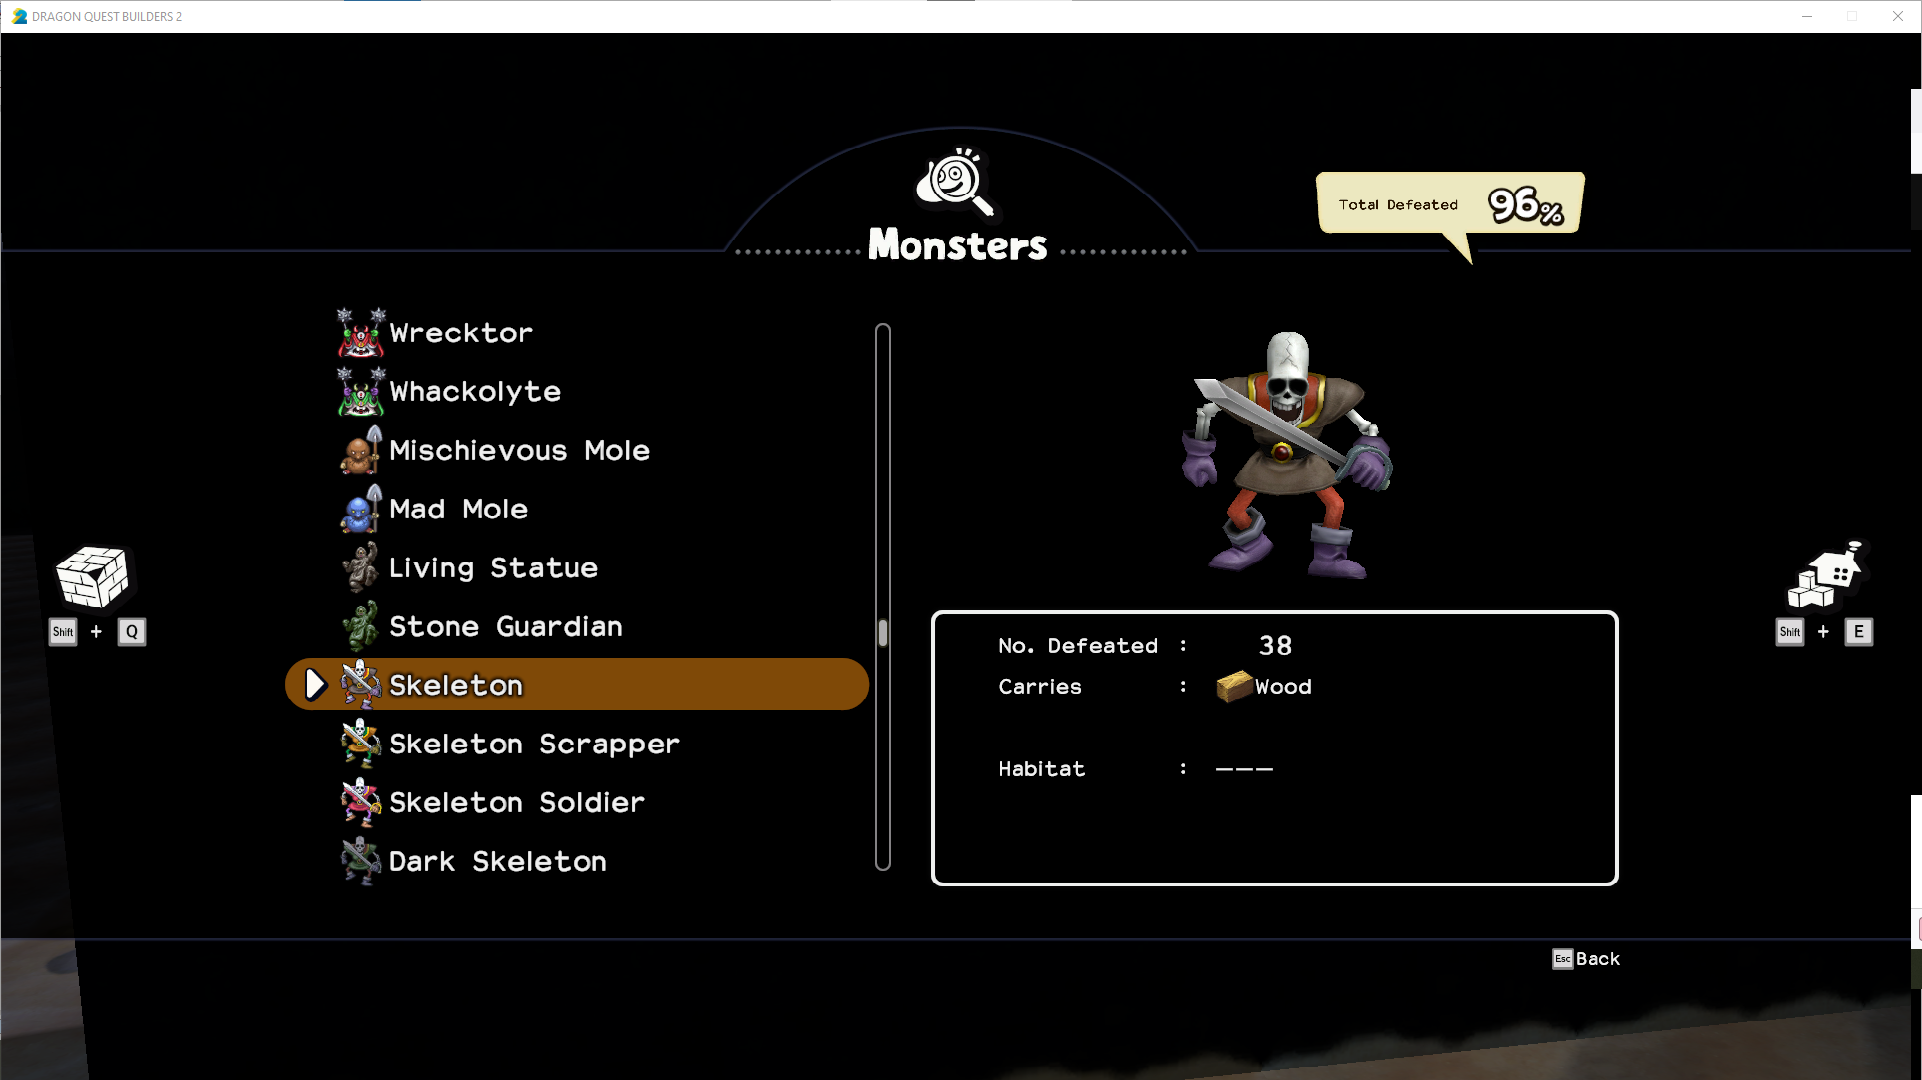 DRAGON QUEST BUILDERS 2
Total Defeated 96%
Monsters
Wrecktor
Whackolyte
Mischievous Mole
Mad Mole
Living Statue
Stone Guardian
Skeleton
Skeleton Scrapper
Skeleton Soldier
Dark Skeleton
Shift + Q
No. Defeated : 38
Carries : Wood
Habitat : ———
Shift + E
Esc Back